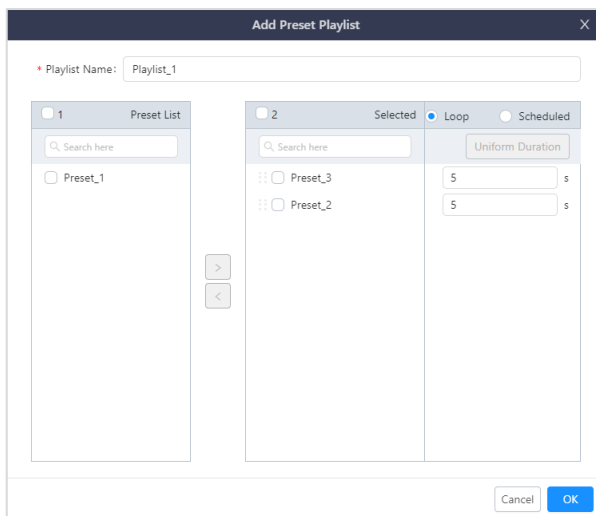 Add Preset Playlist X
* Playlist Name: Playlist_1
1 Preset List
2 Selected
Loop Scheduled
Search here
Search here
Uniform Duration
Preset_1
Preset_3 5 s
Preset_2 5 s
>
<
Cancel OK